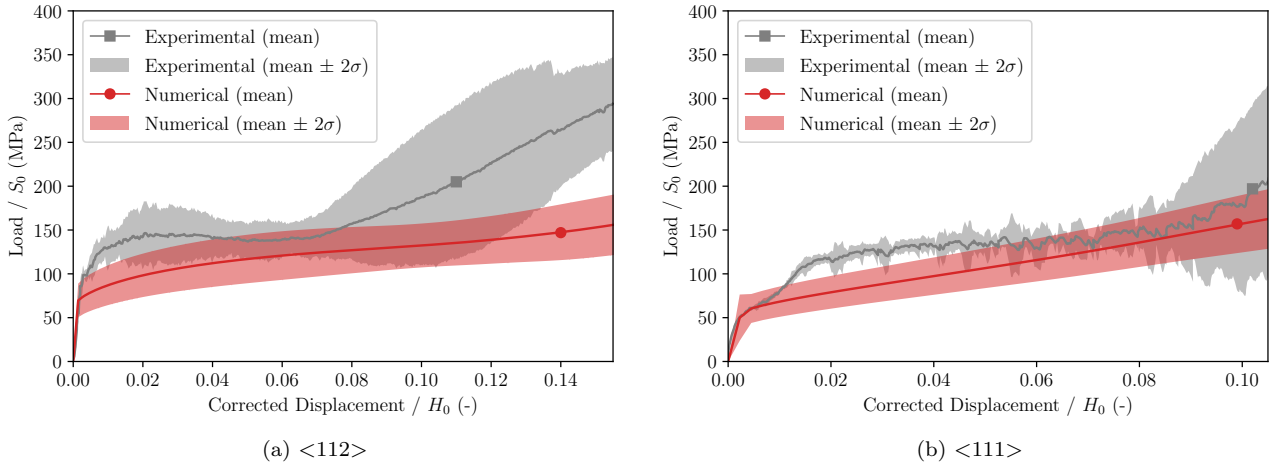 400
350
300
250
200
150
100
50
0
Load / S₀ (MPa)
Experimental (mean)
Experimental (mean ± 2σ)
Numerical (mean)
Numerical (mean ± 2σ)
0.00 0.02 0.04 0.06 0.08 0.10 0.12 0.14
Corrected Displacement / H₀ (-)
(a) <112>
400
350
300
250
200
150
100
50
0
Load / S₀ (MPa)
Experimental (mean)
Experimental (mean ± 2σ)
Numerical (mean)
Numerical (mean ± 2σ)
0.00 0.02 0.04 0.06 0.08 0.10
Corrected Displacement / H₀ (-)
(b) <111>